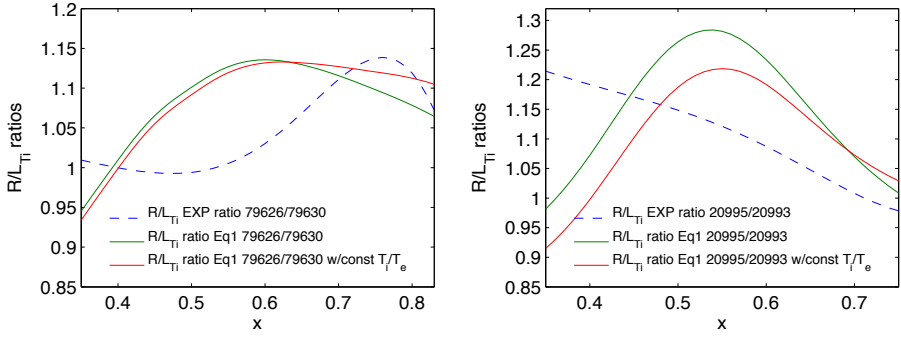 R/L_Ti ratios
1.15
1.1
1.05
1
0.95
0.9
0.85
0.4
0.5
0.6
0.7
0.8
x
R/L_Ti EXP ratio 79626/79630
R/L_Ti ratio Eq1 79626/79630
R/L_Ti ratio Eq1 79626/79630 w/const T_i/T_e
R/L_Ti ratios
1.3
1.25
1.2
1.15
1.1
1.05
1
0.95
0.9
0.85
0.4
0.5
0.6
0.7
x
R/L_Ti EXP ratio 20995/20993
R/L_Ti ratio Eq1 20995/20993
R/L_Ti ratio Eq1 20995/20993 w/const T_i/T_e